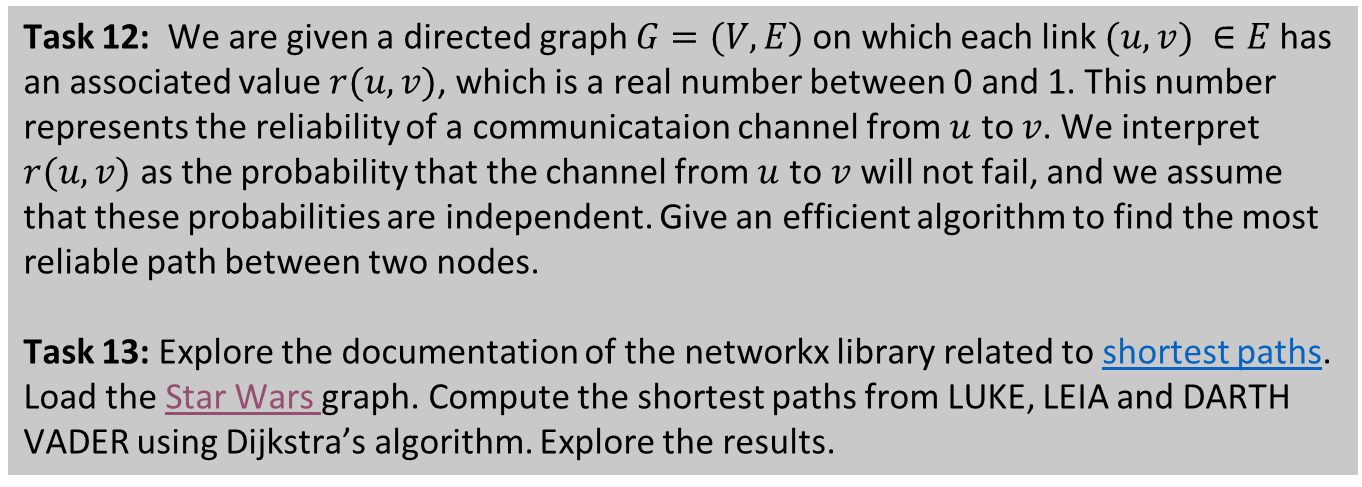 Task 12: We are given a directed graph G = (V, E) on which each link (u, v) ∈ E has
an associated value r(u, v), which is a real number between 0 and 1. This number
represents the reliability of a communicataion channel from u to v. We interpret
r(u, v) as the probability that the channel from u to v will not fail, and we assume
that these probabilities are independent. Give an efficient algorithm to find the most
reliable path between two nodes.
Task 13: Explore the documentation of the networkx library related to shortest paths.
Load the Star Wars graph. Compute the shortest paths from LUKE, LEIA and DARTH
VADER using Dijkstra’s algorithm. Explore the results.